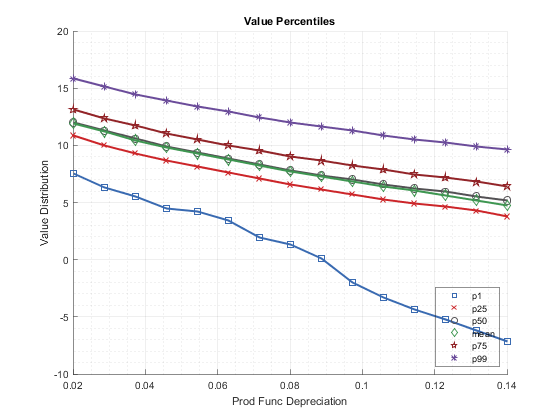 Value Percentiles
20
15
10
5
0
-5
-10
Value Distribution
0.02 0.04 0.06 0.08 0.1 0.12 0.14
Prod Func Depreciation
p1
p25
p50
mean
p75
p99